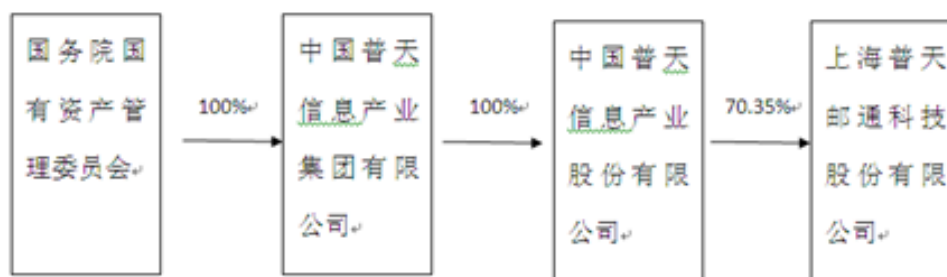 国务院国
有资产管
理委员会
100%
中国普天
信息产业
集团有限
公司
100%
中国普天
信息产业
股份有限
公司
70.35%
上海普天
邮通科技
股份有限
公司